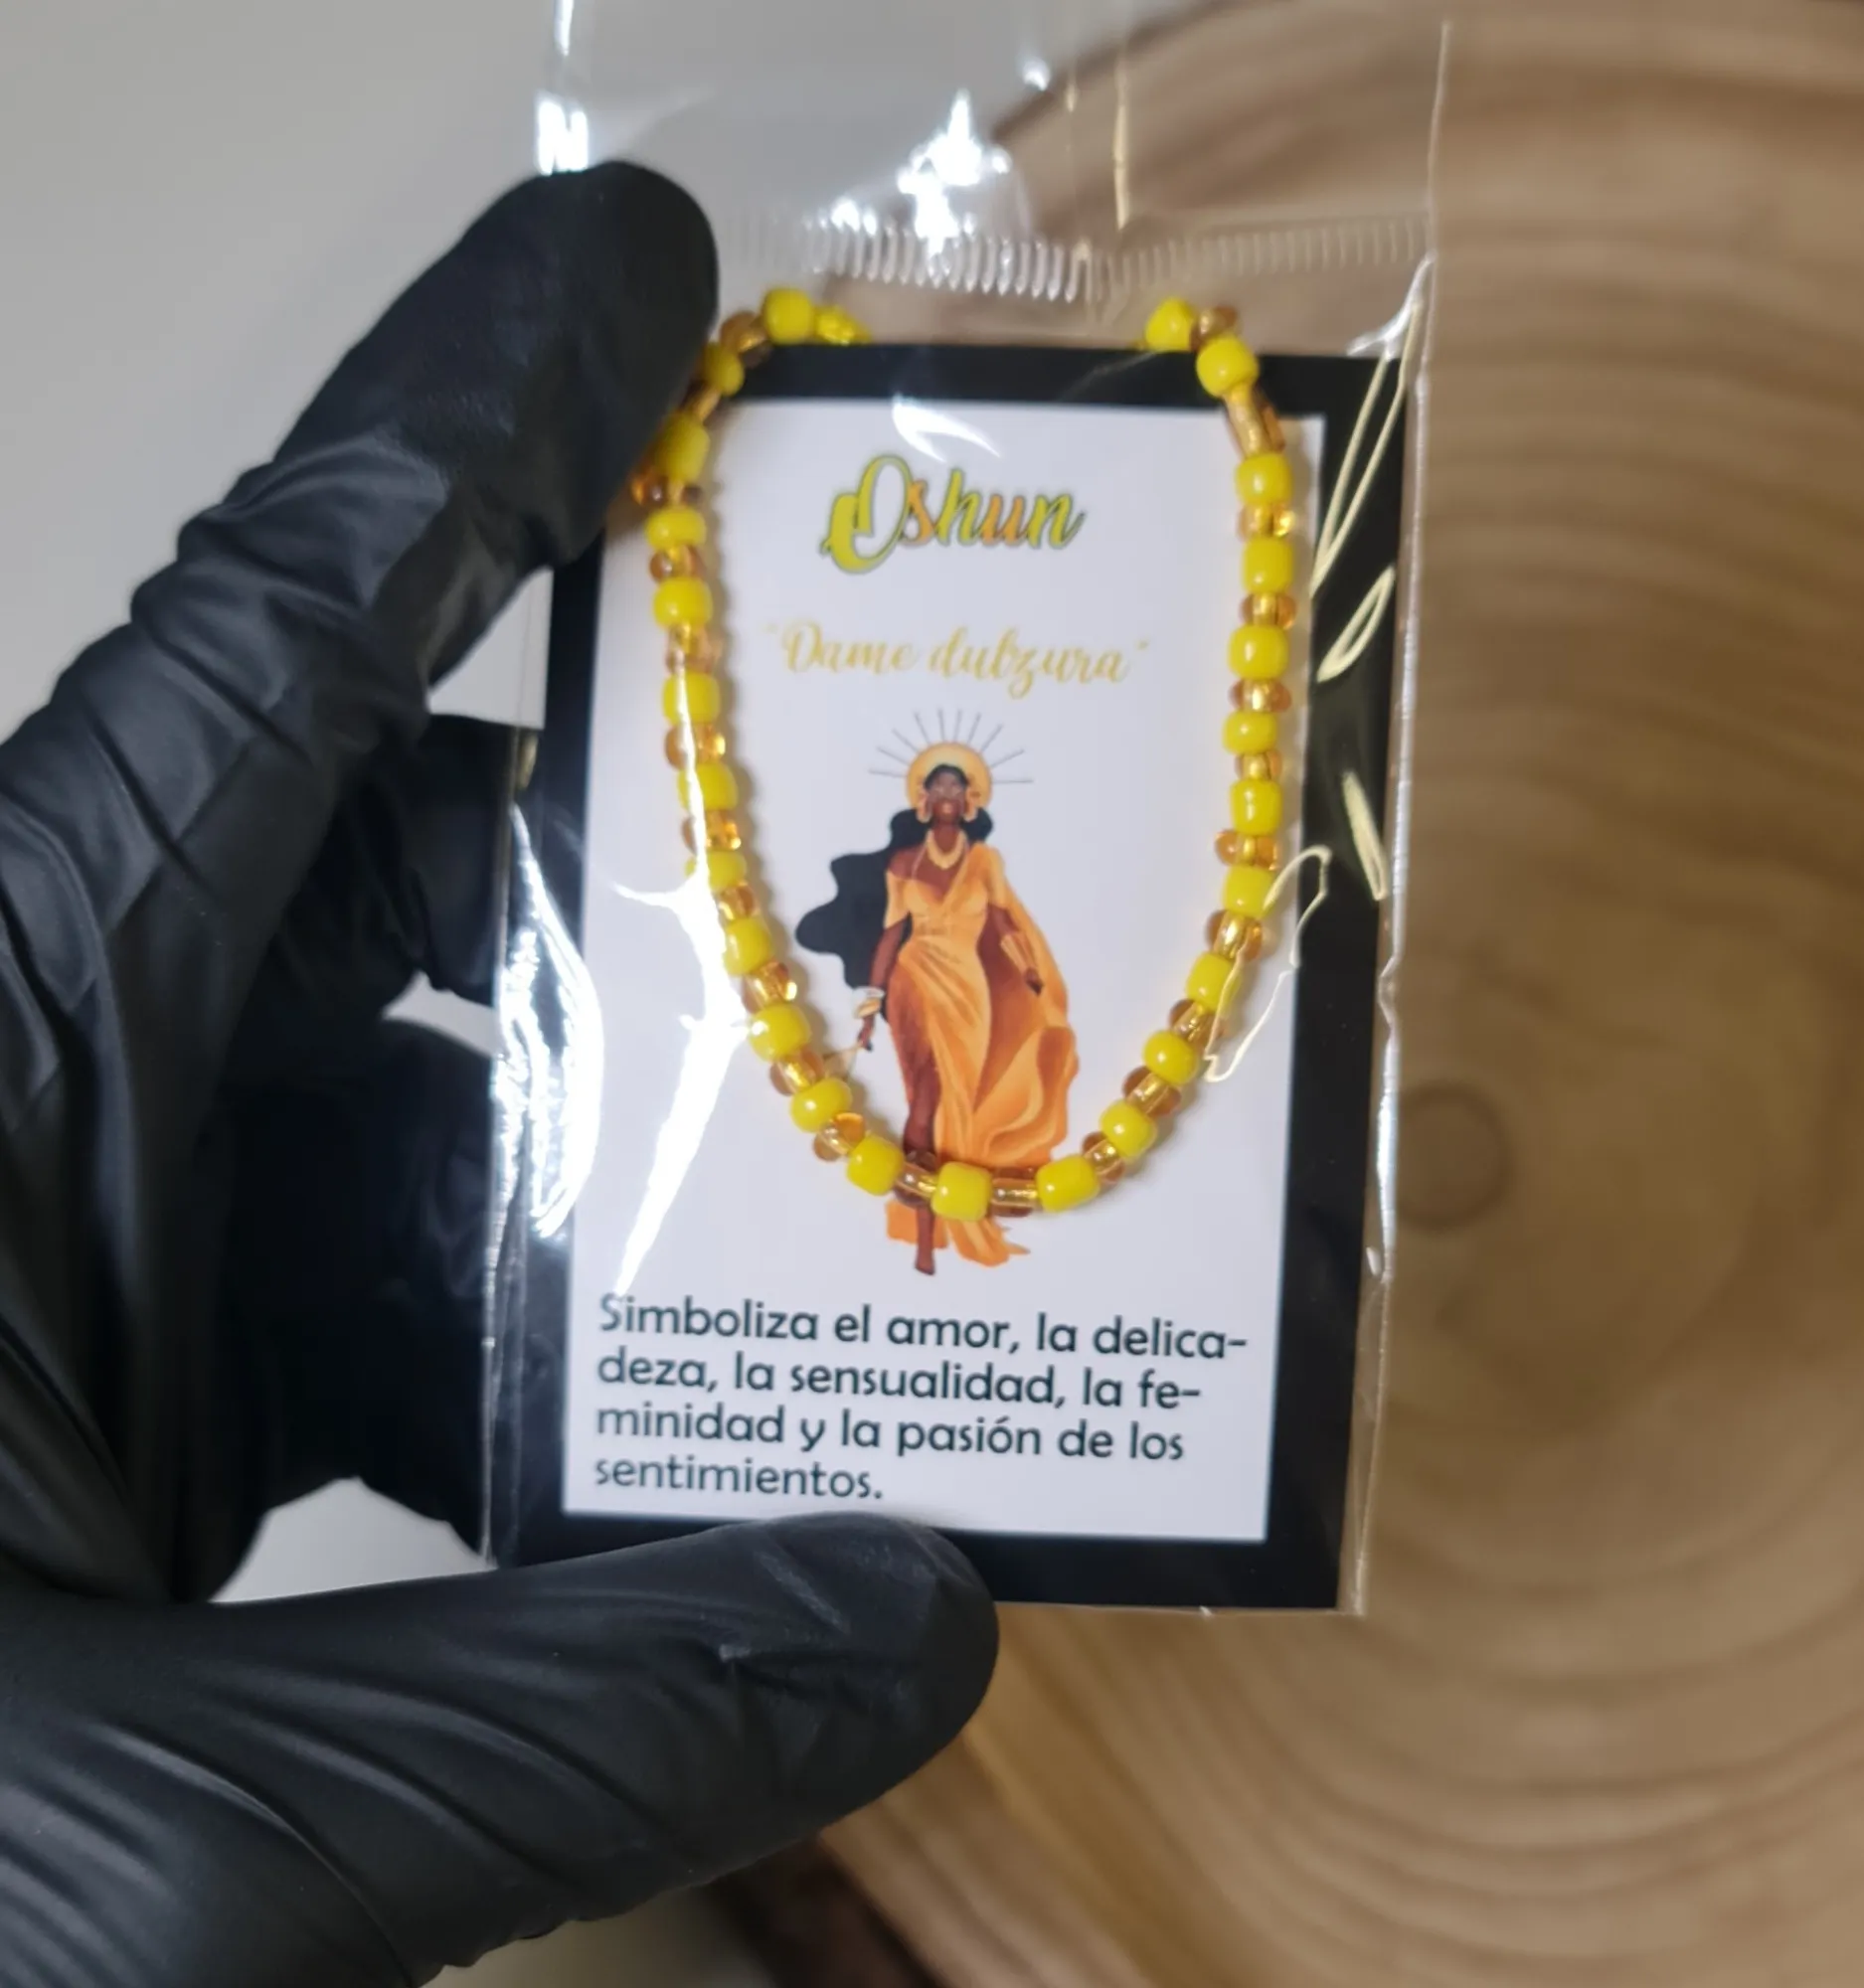 Oshun
"Dame dulzura"
Simboliza el amor, la delica-
deza, la sensualidad, la fe-
minidad y la pasión de los
sentimientos.